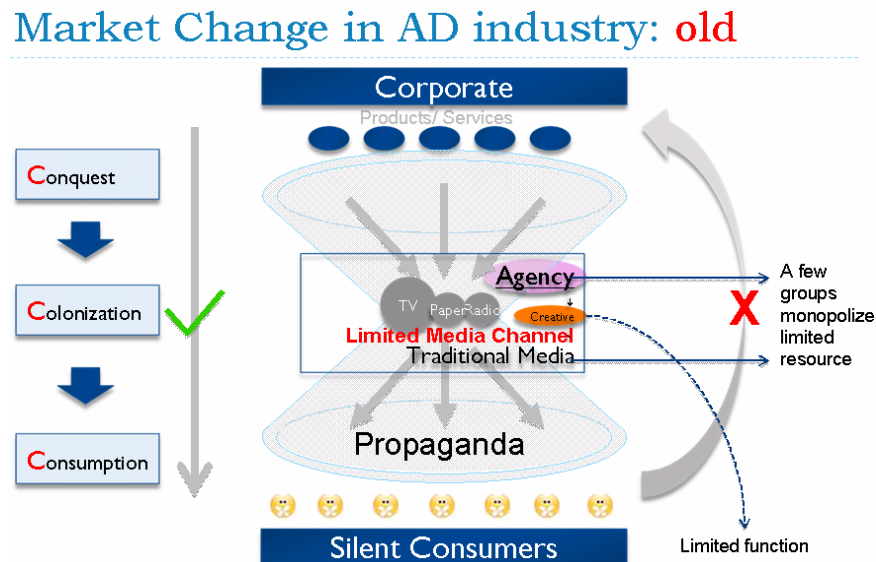 Market Change in AD industry: old
Corporate
Products/ Services
Conquest
Colonization
Consumption
Agency
TV
Paper
Radio
Creative
Limited Media Channel
Traditional Media
Propaganda
Silent Consumers
X
A few
groups
monopolize
limited
resource
Limited function